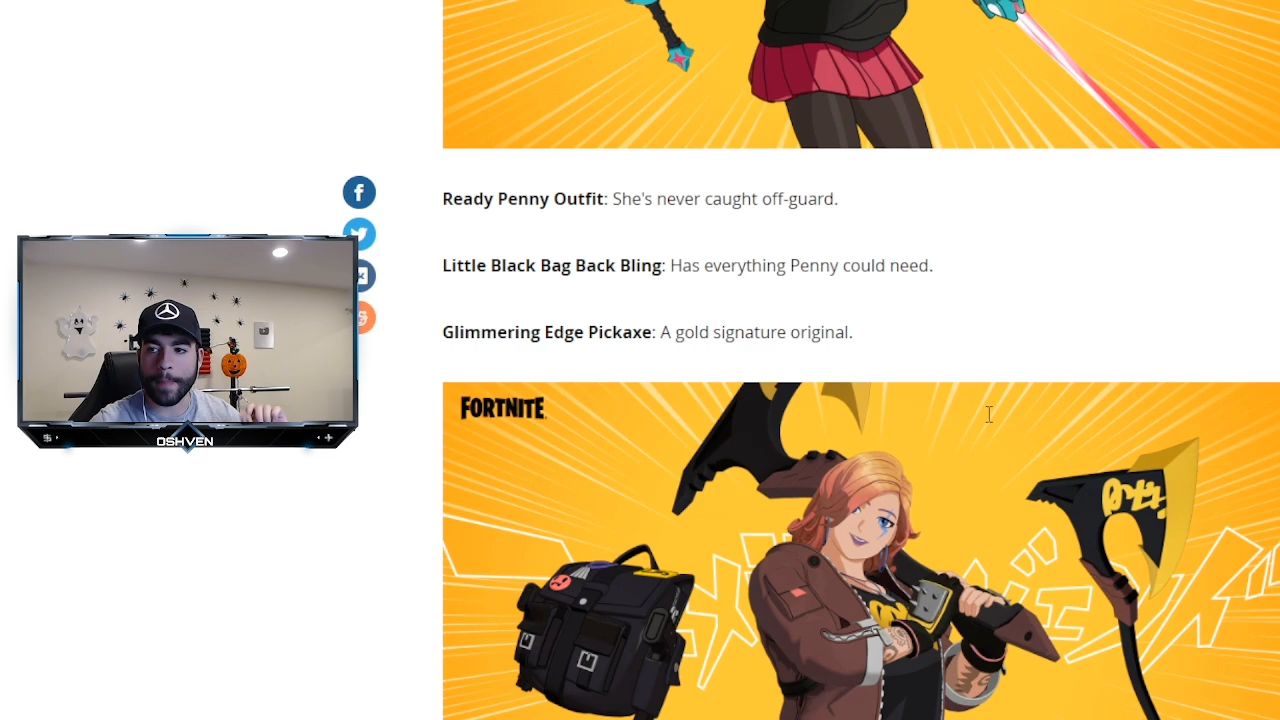 Ready Penny Outfit: She's never caught off-guard.
Little Black Bag Back Bling: Has everything Penny could need.
Glimmering Edge Pickaxe: A gold signature original.
OSHVEN
FORTNITE